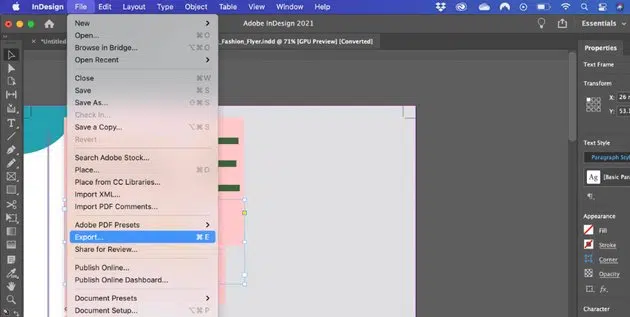 InDesign File Edit Layout Type Object Table View Window Help
Adobe InDesign 2021
Essentials
*Untitled
_Fashion_Flyer.indd @ 71% [GPU Preview] [Converted]
New
Open... ⌘O
Browse in Bridge... ⌥⌘O
Open Recent
Close ⌘W
Save ⌘S
Save As... ⇧⌘S
Check In...
Save a Copy... ⌥⌘S
Revert
Search Adobe Stock...
Place... ⌘D
Place from CC Libraries...
Import XML...
Import PDF Comments...
Adobe PDF Presets
Export... ⌘E
Share for Review...
Publish Online...
Publish Online Dashboard...
Document Presets
Document Setup... ⌥⌘P
Properties
Text Frame
Transform
X: 26 m
Y: 53.
Text Style
Paragraph Styl
Ag [Basic Par
Appearance
Fill
Stroke
Corner
Opacity
fx.
Character